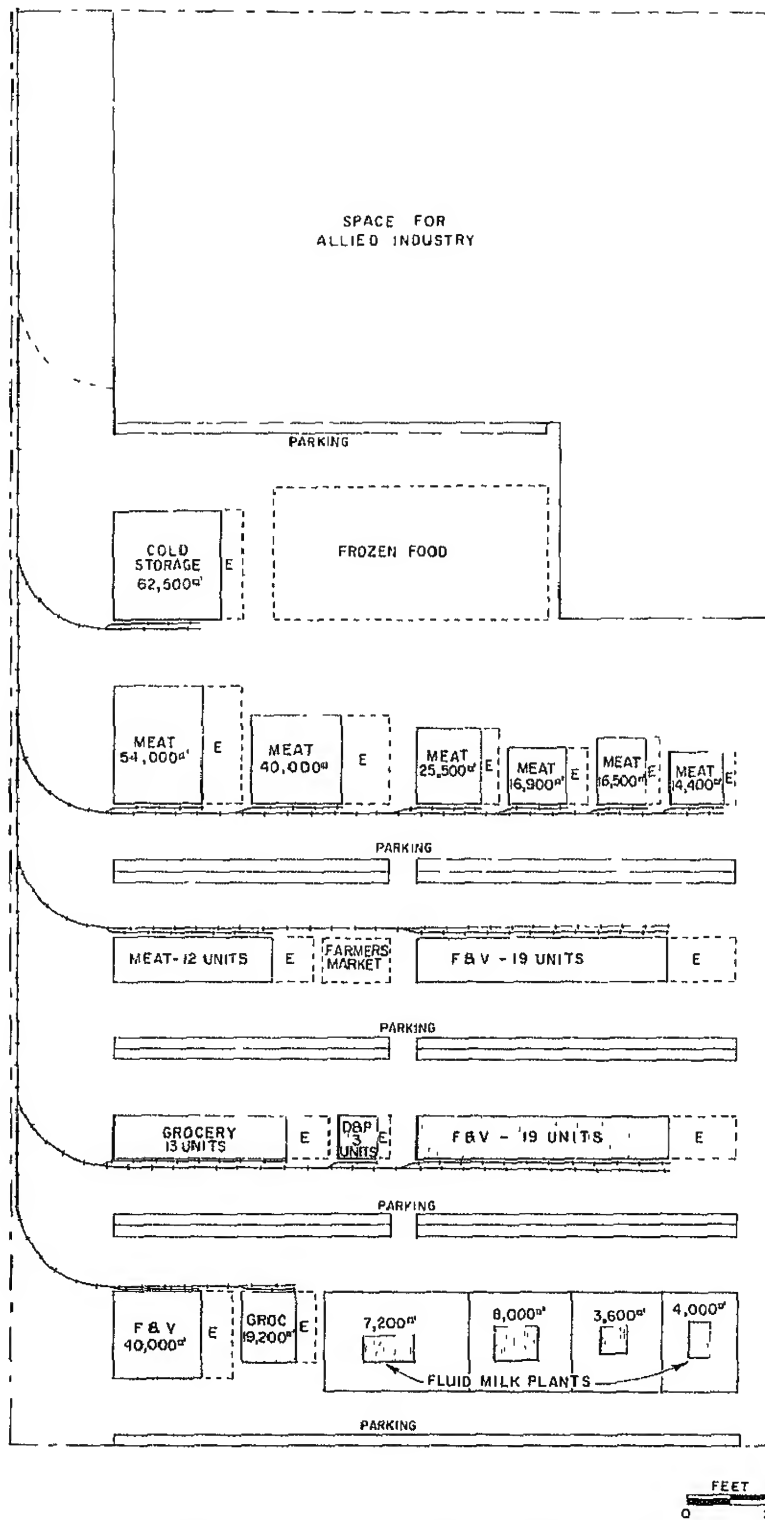 SPACE FOR
ALLIED INDUSTRY
PARKING
COLD
STORAGE
62,500□'
E
FROZEN FOOD
MEAT
54,000□'
E
MEAT
40,000□'
E
MEAT
25,500□'
E
MEAT
16,900□'
E
MEAT
16,500□'
E
MEAT
14,400□'
E
PARKING
MEAT-12 UNITS
E
FARMERS
MARKET
F & V - 19 UNITS
E
PARKING
GROCERY
13 UNITS
E
D&P
3
UNITS
E
F & V - 19 UNITS
E
PARKING
F & V
40,000□'
E
GROC
19,200□'
E
7,200□'
8,000□'
3,600□'
4,000□'
FLUID MILK PLANTS
PARKING
FEET
0